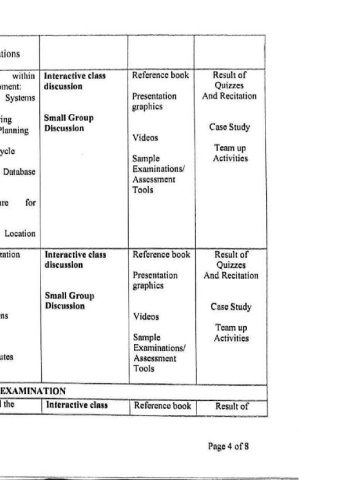 tions
within Interactive class Reference book Result of
ment: discussion Quizzes
Systems Presentation And Recitation
graphics
ring Small Group
Planning Discussion Case Study
Videos
ycle Team up
Sample Activities
Database Examinations/
Assessment
Tools
re for
Location
zation Interactive class Reference book Result of
discussion Quizzes
Presentation And Recitation
graphics
Small Group
Discussion Case Study
ns Videos
Team up
Sample Activities
Examinations/
utes Assessment
Tools
EXAMINATION
the Interactive class Reference book Result of
Page 4 of 8